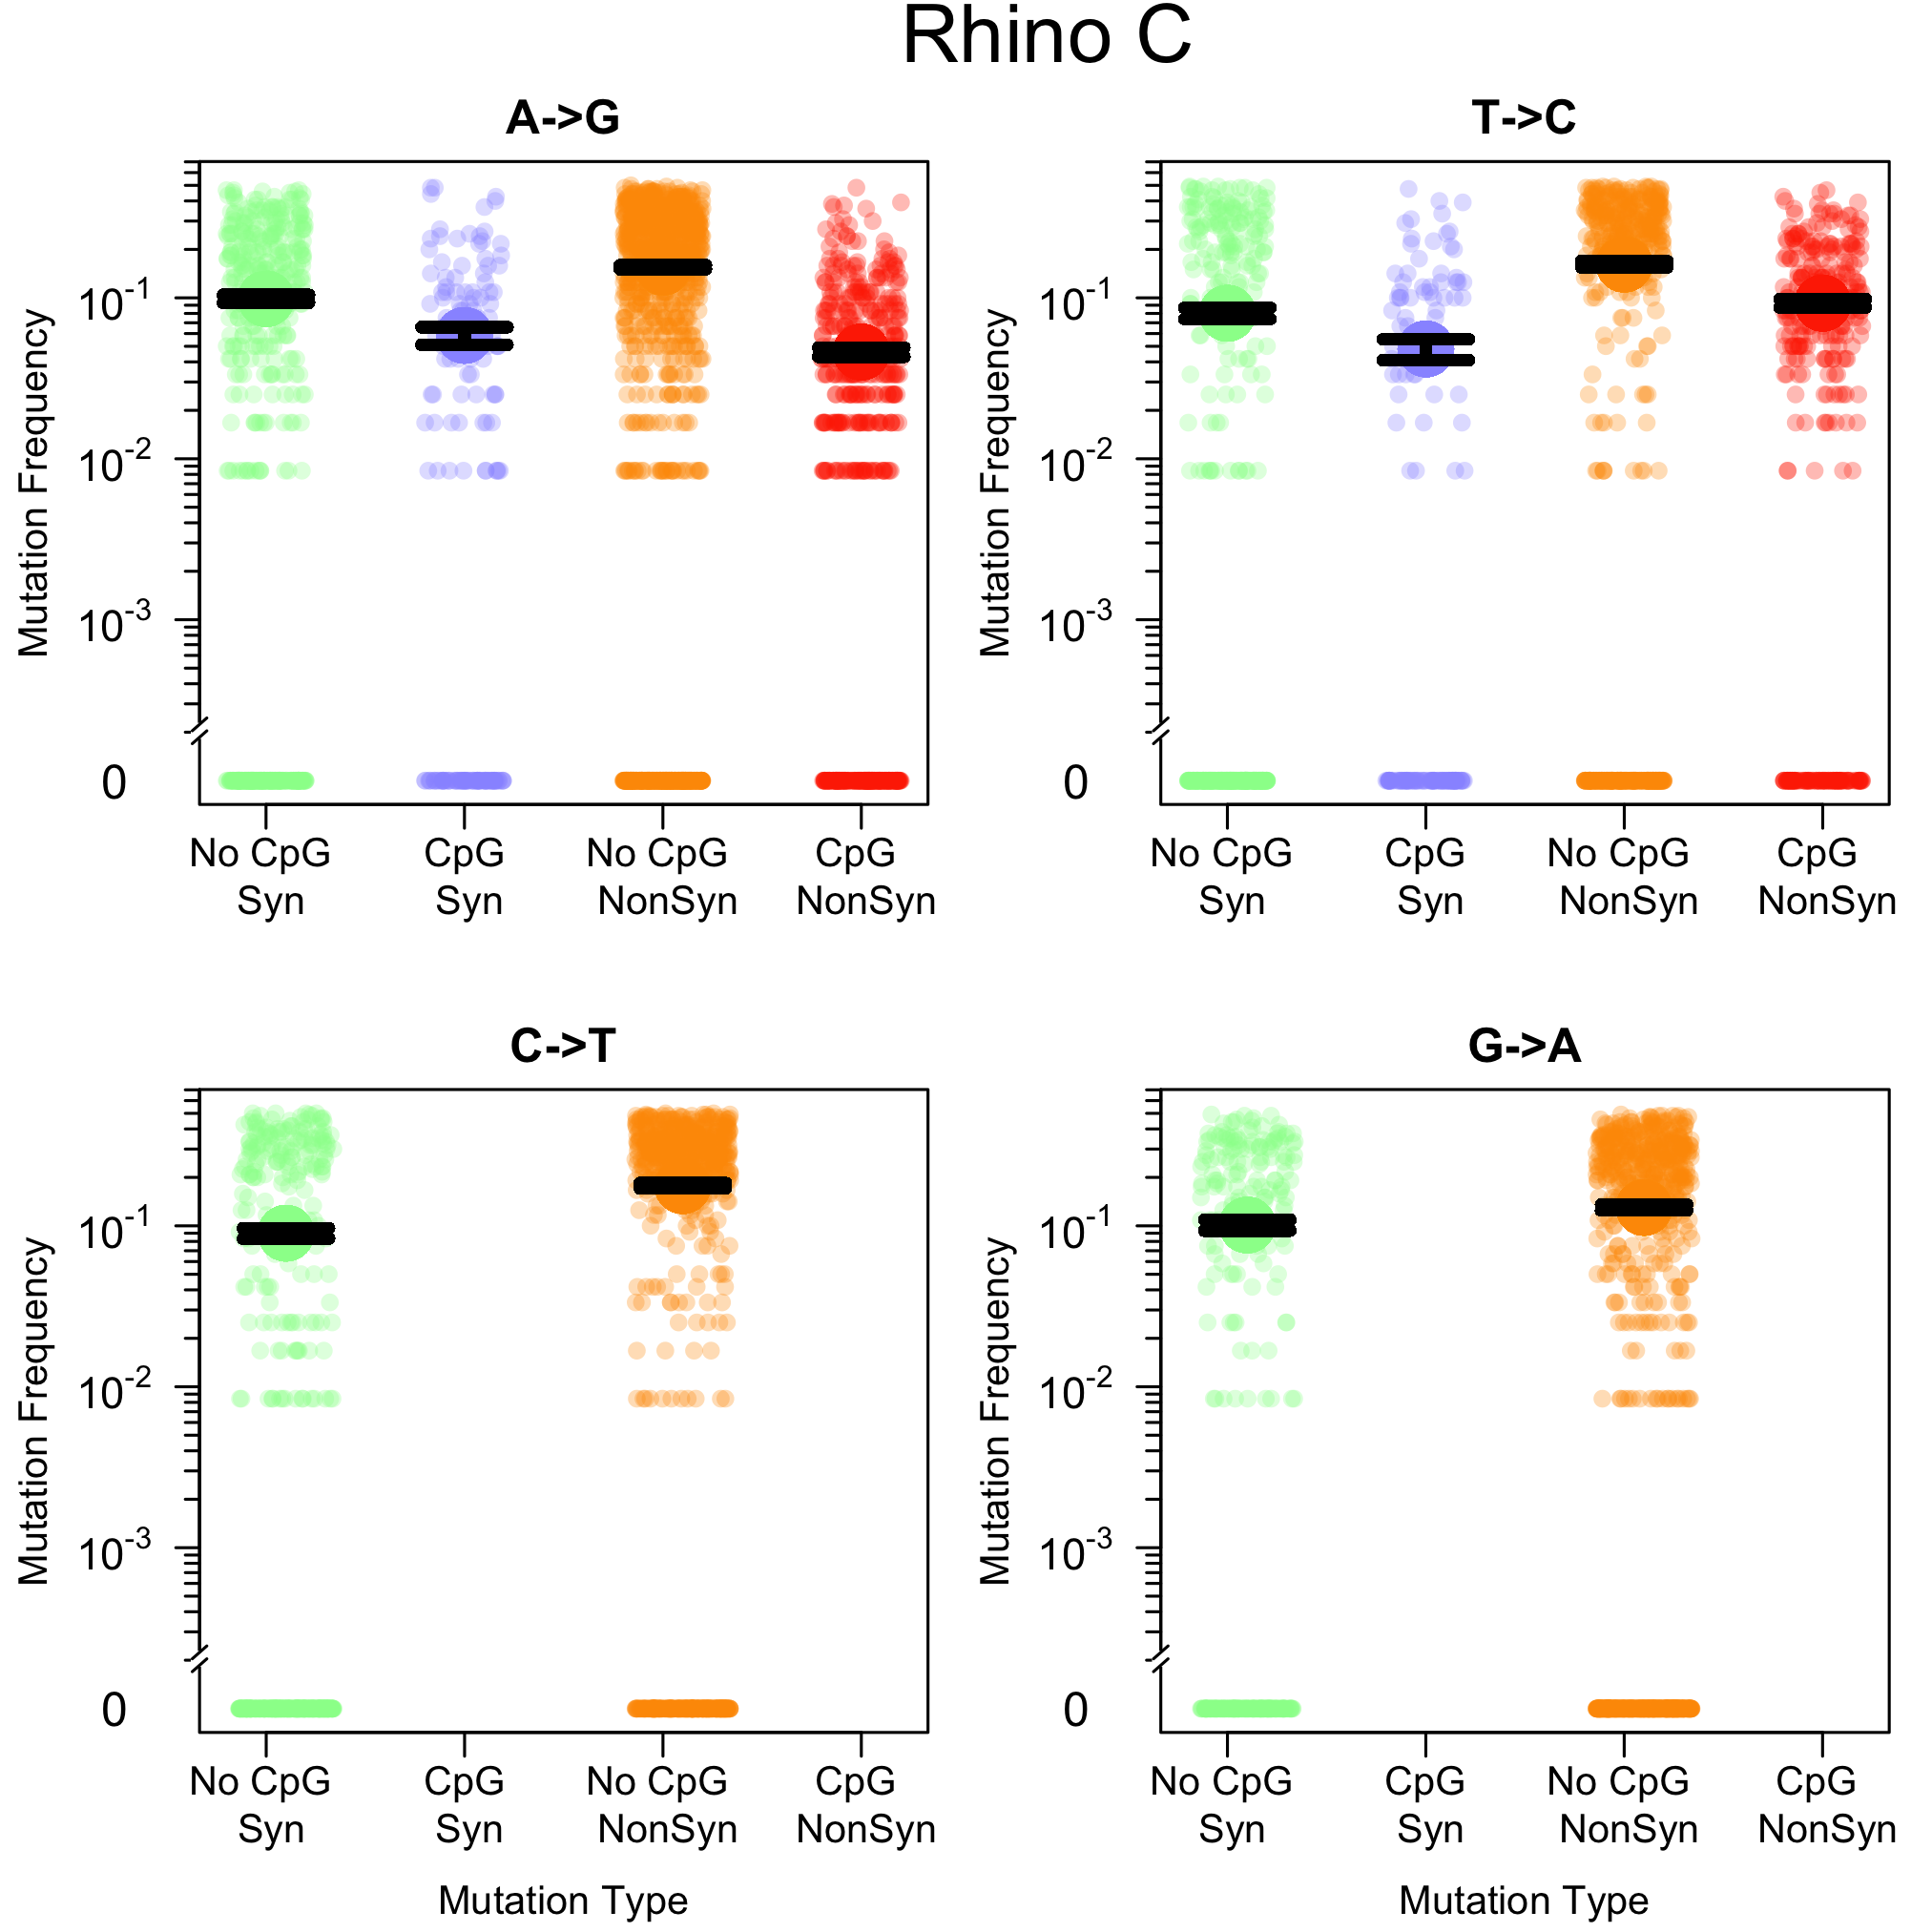 Rhino C
A->G
Mutation Frequency
10-1
10-2
10-3
0
No CpG CpG No CpG CpG
Syn Syn NonSyn NonSyn
T->C
Mutation Frequency
10-1
10-2
10-3
0
No CpG CpG No CpG CpG
Syn Syn NonSyn NonSyn
C->T
Mutation Frequency
10-1
10-2
10-3
0
No CpG CpG No CpG CpG
Syn Syn NonSyn NonSyn
Mutation Type
G->A
Mutation Frequency
10-1
10-2
10-3
0
No CpG CpG No CpG CpG
Syn Syn NonSyn NonSyn
Mutation Type